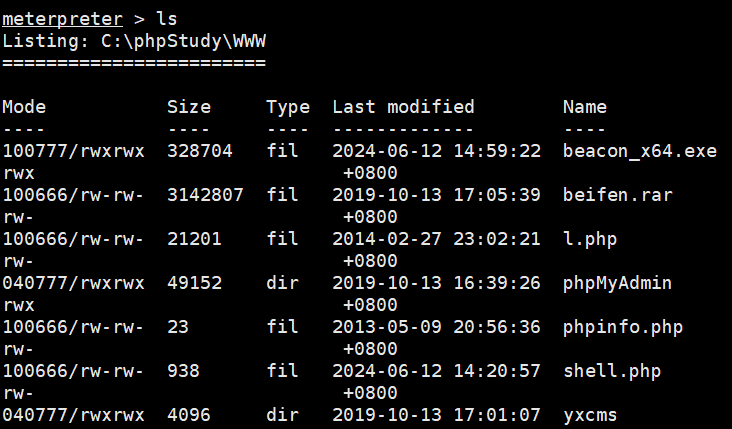 meterpreter > ls
Listing: C:\phpStudy\WWW
========================
Mode Size Type Last modified Name
---- ---- ---- ------------- ----
100777/rwxrwx 328704 fil 2024-06-12 14:59:22 beacon_x64.exe
rwx +0800
100666/rw-rw- 3142807 fil 2019-10-13 17:05:39 beifen.rar
rw- +0800
100666/rw-rw- 21201 fil 2014-02-27 23:02:21 l.php
rw- +0800
040777/rwxrwx 49152 dir 2019-10-13 16:39:26 phpMyAdmin
rwx +0800
100666/rw-rw- 23 fil 2013-05-09 20:56:36 phpinfo.php
rw- +0800
100666/rw-rw- 938 fil 2024-06-12 14:20:57 shell.php
rw- +0800
040777/rwxrwx 4096 dir 2019-10-13 17:01:07 yxcms